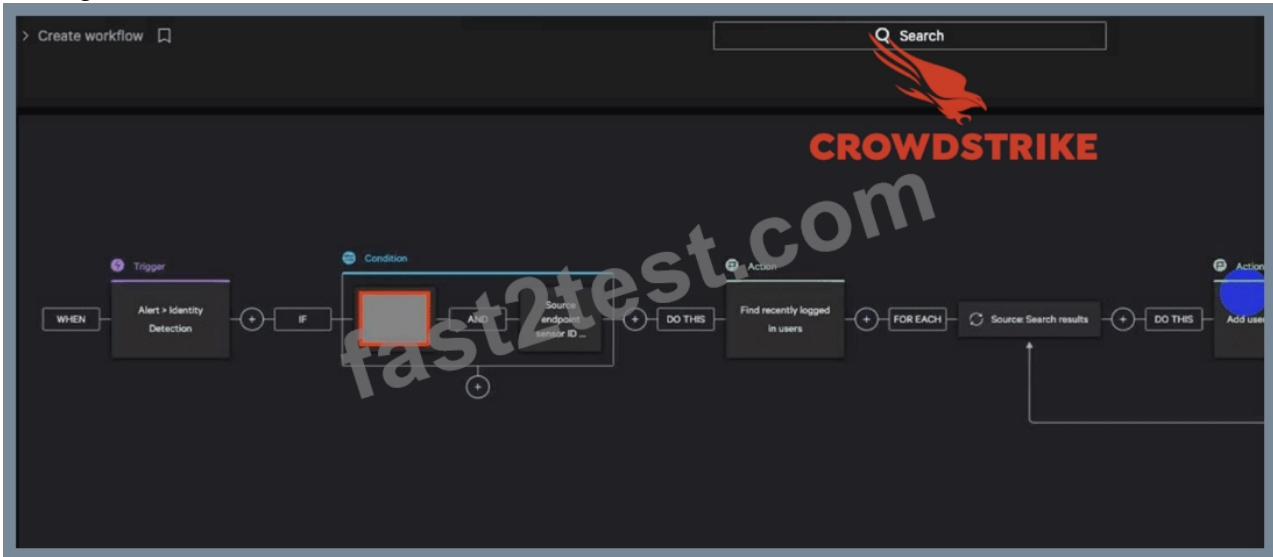 > Create workflow
Search
CROWDSTRIKE
fast2test.com
Trigger
Condition
Action
Action
WHEN
Alert > Identity
Detection
+
IF
AND
Source
endpoint
sensor ID ...
+
DO THIS
Find recently logged
in users
+
FOR EACH
Source: Search results
+
DO THIS
Add user
+